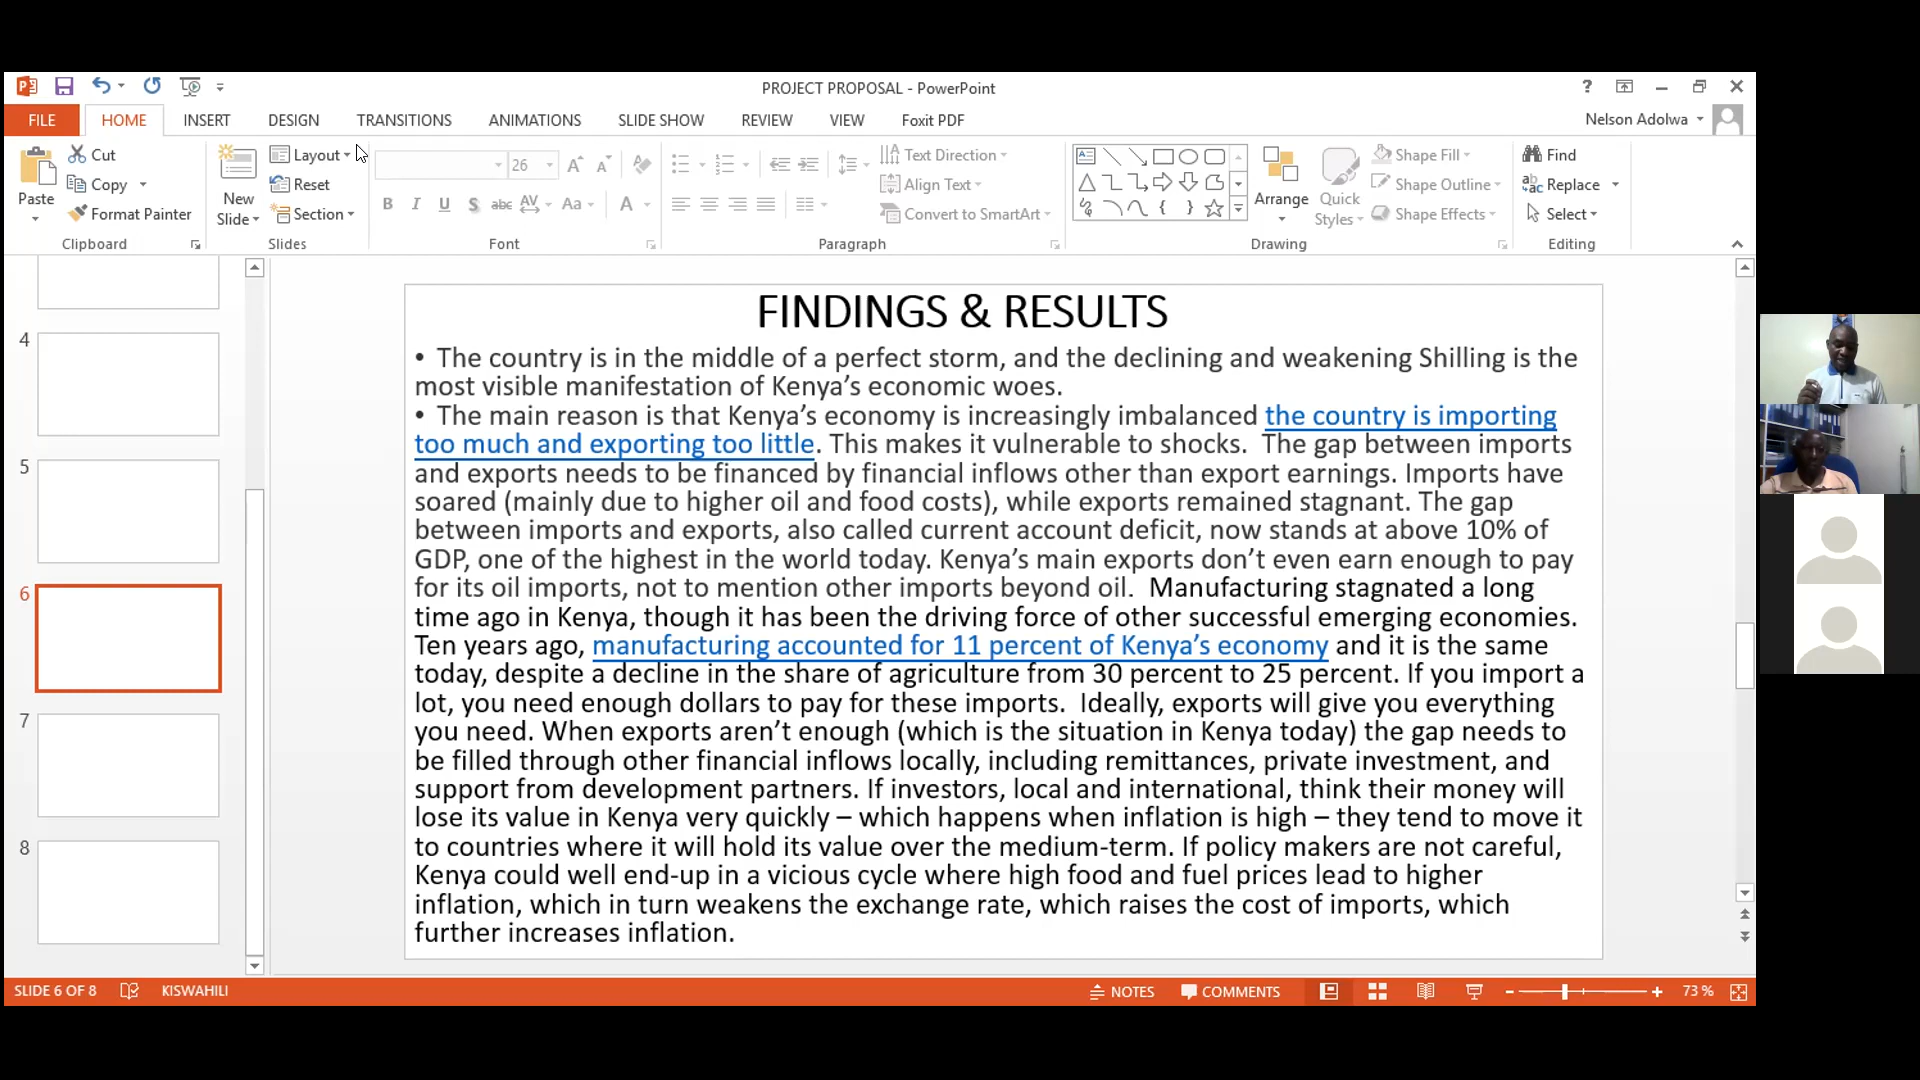 PROJECT PROPOSAL - PowerPoint
?
FILE HOME INSERT DESIGN TRANSITIONS ANIMATIONS SLIDE SHOW REVIEW VIEW Foxit PDF
Nelson Adolwa
Paste
Cut
Copy
Format Painter
Clipboard
New
Slide
Layout
Reset
Section
Slides
26
B I U S abc AV Aa A
Font
Text Direction
Align Text
Convert to SmartArt
Paragraph
Arrange
Quick
Styles
Shape Fill
Shape Outline
Shape Effects
Drawing
Find
Replace
Select
Editing
4
5
6
7
8
FINDINGS & RESULTS
• The country is in the middle of a perfect storm, and the declining and weakening Shilling is the
most visible manifestation of Kenya’s economic woes.
• The main reason is that Kenya’s economy is increasingly imbalanced the country is importing
too much and exporting too little. This makes it vulnerable to shocks. The gap between imports
and exports needs to be financed by financial inflows other than export earnings. Imports have
soared (mainly due to higher oil and food costs), while exports remained stagnant. The gap
between imports and exports, also called current account deficit, now stands at above 10% of
GDP, one of the highest in the world today. Kenya’s main exports don’t even earn enough to pay
for its oil imports, not to mention other imports beyond oil. Manufacturing stagnated a long
time ago in Kenya, though it has been the driving force of other successful emerging economies.
Ten years ago, manufacturing accounted for 11 percent of Kenya’s economy and it is the same
today, despite a decline in the share of agriculture from 30 percent to 25 percent. If you import a
lot, you need enough dollars to pay for these imports. Ideally, exports will give you everything
you need. When exports aren’t enough (which is the situation in Kenya today) the gap needs to
be filled through other financial inflows locally, including remittances, private investment, and
support from development partners. If investors, local and international, think their money will
lose its value in Kenya very quickly – which happens when inflation is high – they tend to move it
to countries where it will hold its value over the medium-term. If policy makers are not careful,
Kenya could well end-up in a vicious cycle where high food and fuel prices lead to higher
inflation, which in turn weakens the exchange rate, which raises the cost of imports, which
further increases inflation.
SLIDE 6 OF 8 KISWAHILI NOTES COMMENTS 73 %